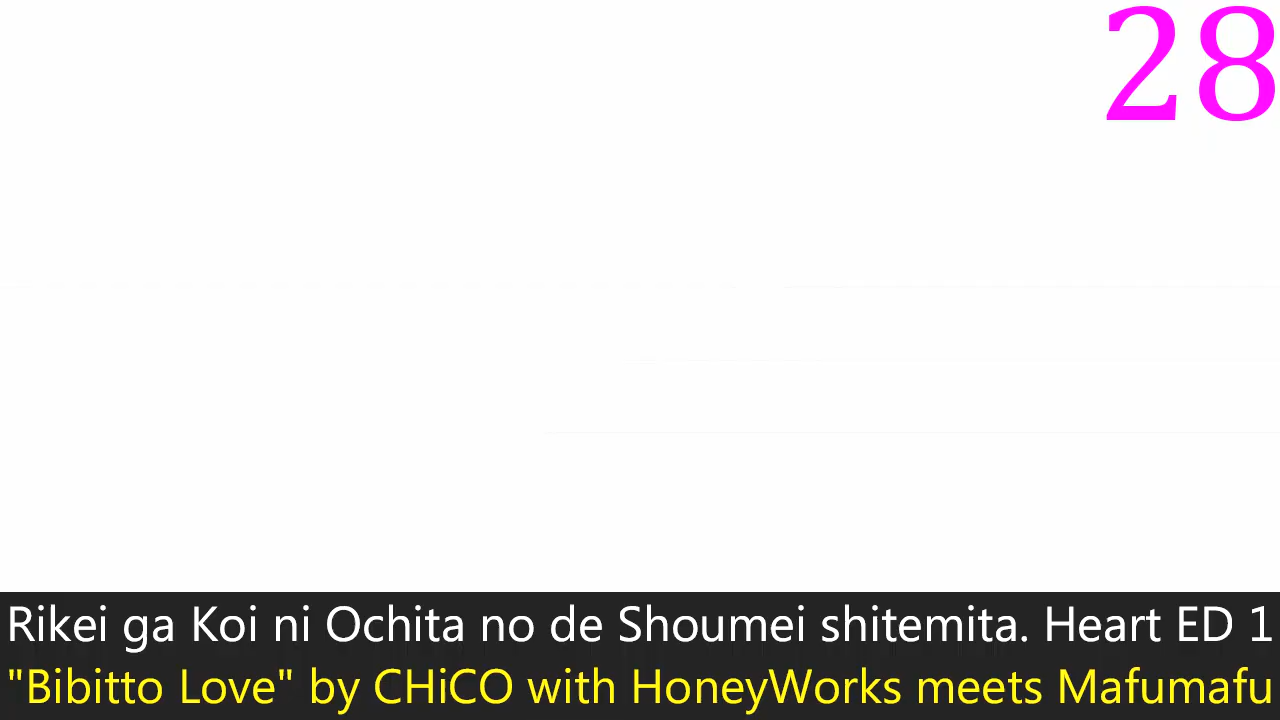 28
Rikei ga Koi ni Ochita no de Shoumei shitemita. Heart ED 1
"Bibitto Love" by CHiCO with HoneyWorks meets Mafumafu